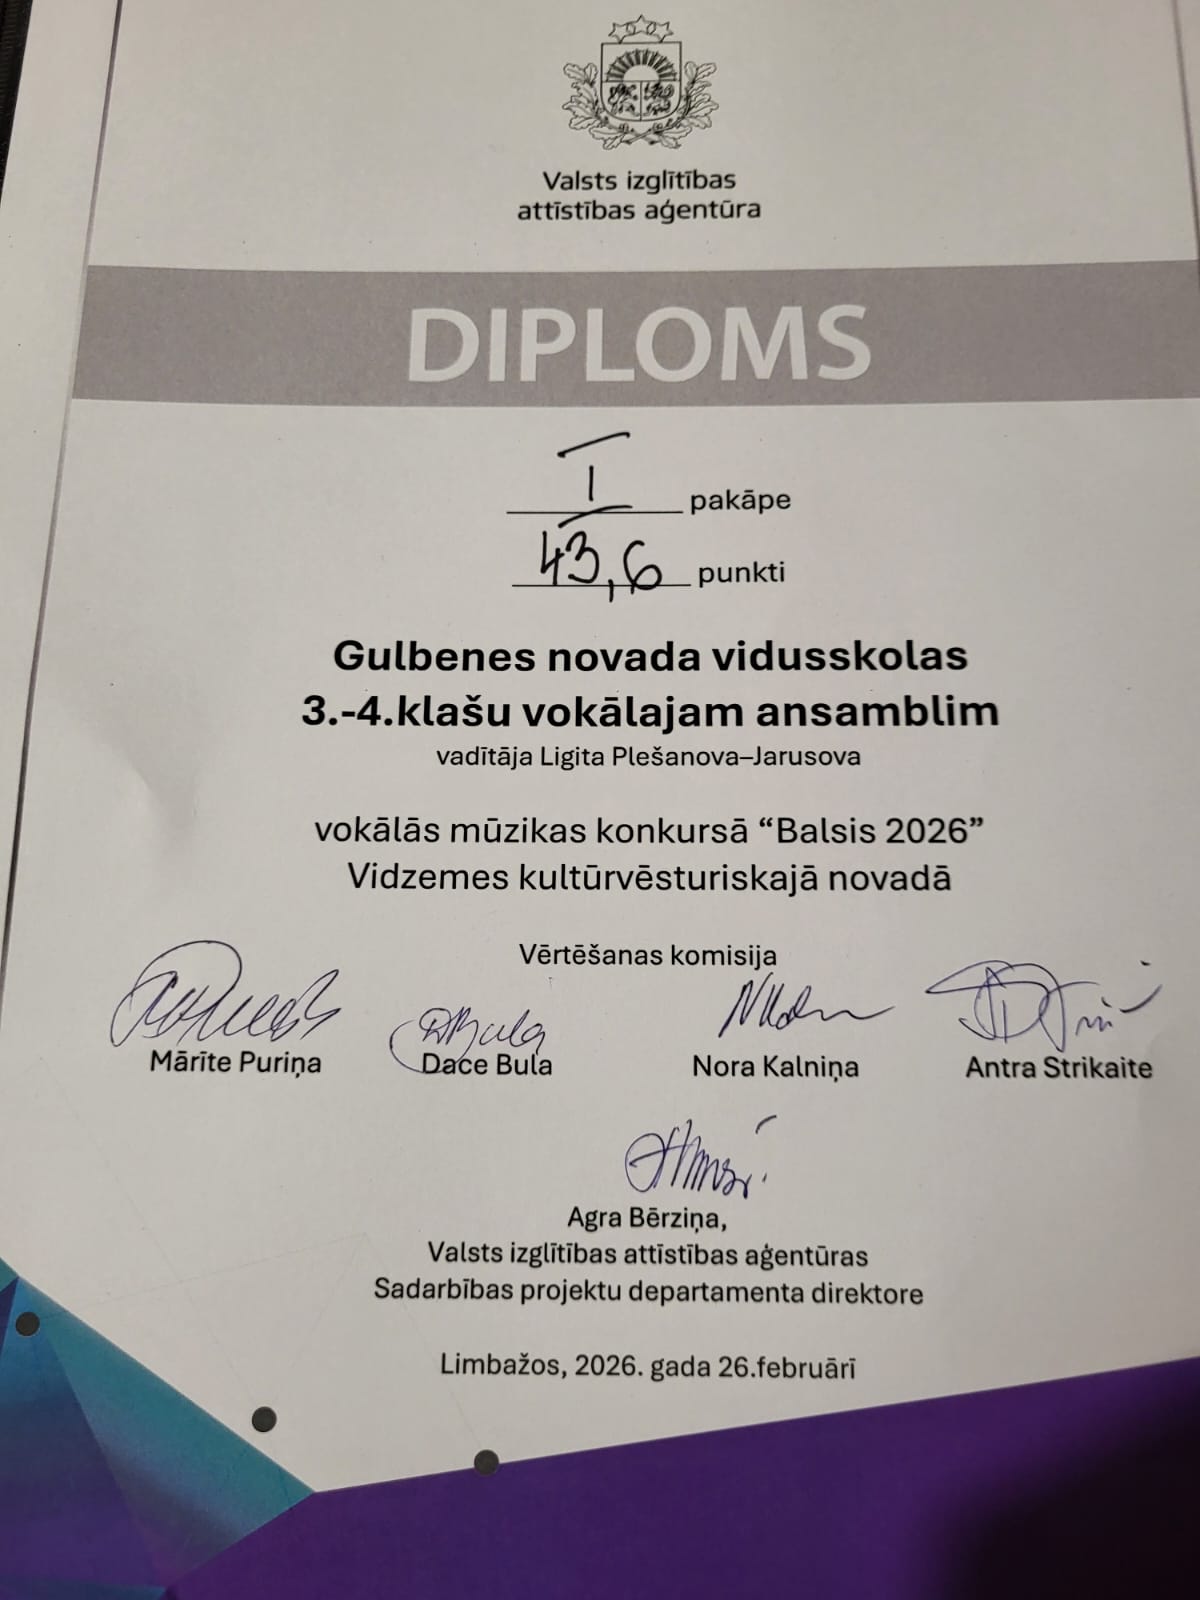 Valsts izglītības
attīstības aģentūra
DIPLOMS
I pakāpe
43,6 punkti
Gulbenes novada vidusskolas
3.-4.klašu vokālajam ansamblim
vadītāja Ligita Plešanova–Jarusova
vokālās mūzikas konkursā “Balsis 2026”
Vidzemes kultūrvēsturiskajā novadā
Vērtēšanas komisija
Mārīte Puriņa Dace Bula Nora Kalniņa Antra Strikaite
Agra Bērziņa,
Valsts izglītības attīstības aģentūras
Sadarbības projektu departamenta direktore
Limbažos, 2026. gada 26.februārī